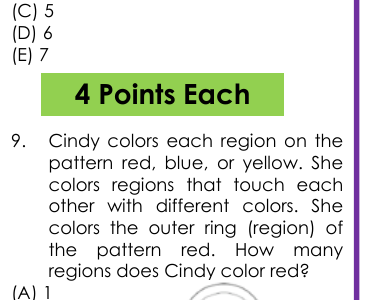 (C) 5
(D) 6
(E) 7
4 Points Each
9. Cindy colors each region on the
pattern red, blue, or yellow. She
colors regions that touch each
other with different colors. She
colors the outer ring (region) of
the pattern red. How many
regions does Cindy color red?
(A) 1